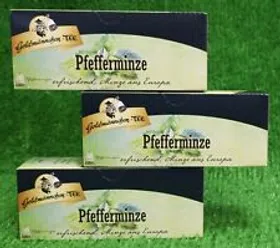 Goldmännchen TEE
Pfefferminze
erfrischend, Minze aus Europa
Goldmännchen TEE
Pfefferminze
erfrischend, Minze aus Europa
Goldmännchen TEE
Pfefferminze
erfrischend, Minze aus Europa